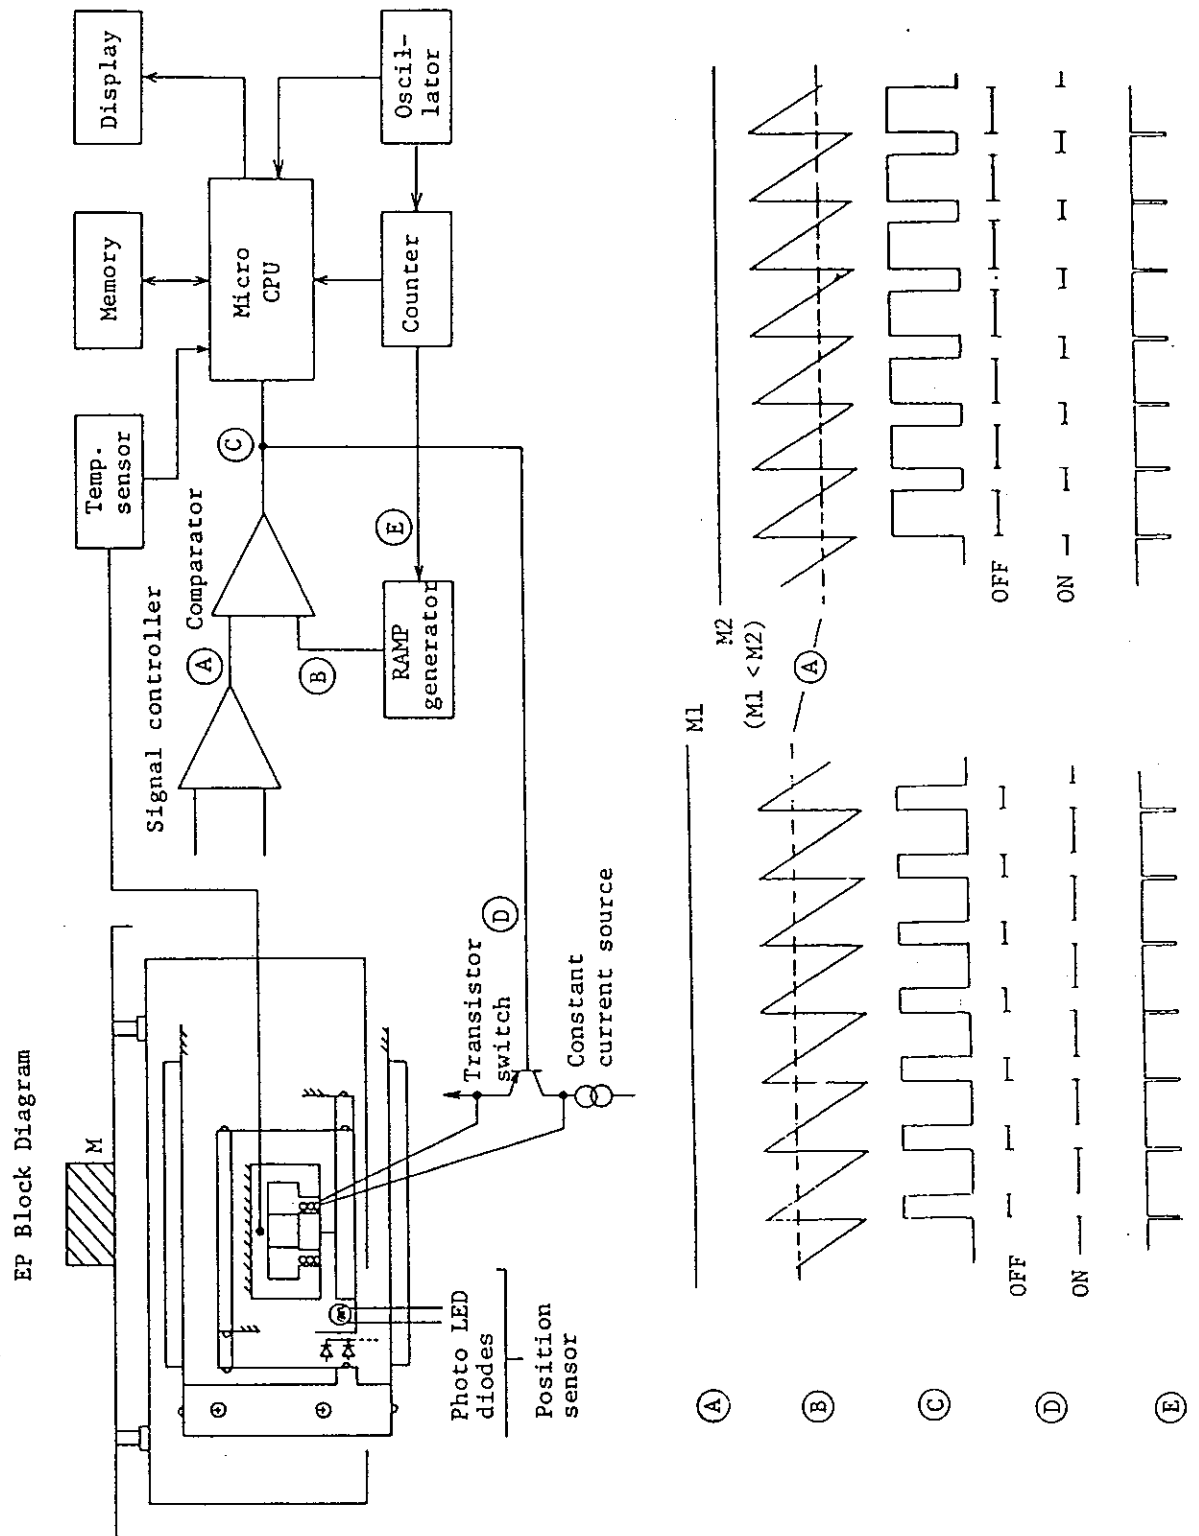 EP Block Diagram
M
Photo LED
diodes
Position
sensor
Transistor
switch
D
Constant
current source
Signal controller
A
Comparator
B
C
E
RAMP
generator
Temp.
sensor
Memory
Display
Micro
CPU
Counter
Oscil-
lator
A
M1
M2
(M1 < M2)
B
A
C
D
OFF
ON
OFF
ON
E